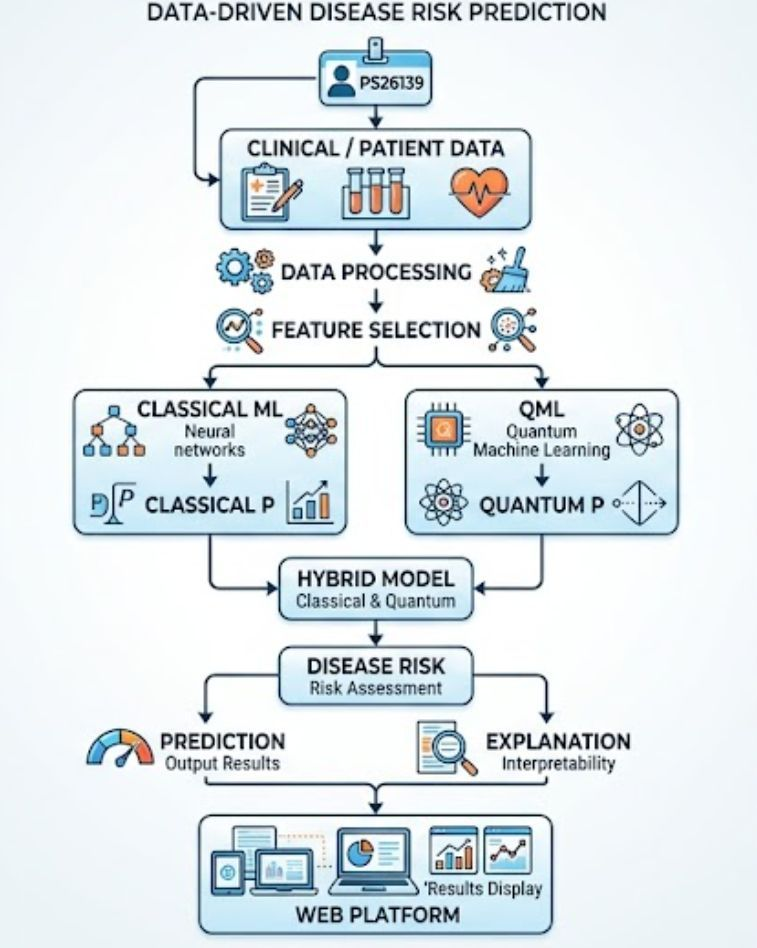 DATA-DRIVEN DISEASE RISK PREDICTION
PS26139
CLINICAL / PATIENT DATA
DATA PROCESSING
FEATURE SELECTION
CLASSICAL ML
Neural
networks
P P CLASSICAL P
QML
Quantum
Machine Learning
QUANTUM P
HYBRID MODEL
Classical & Quantum
DISEASE RISK
Risk Assessment
PREDICTION
Output Results
EXPLANATION
Interpretability
'Results Display
WEB PLATFORM